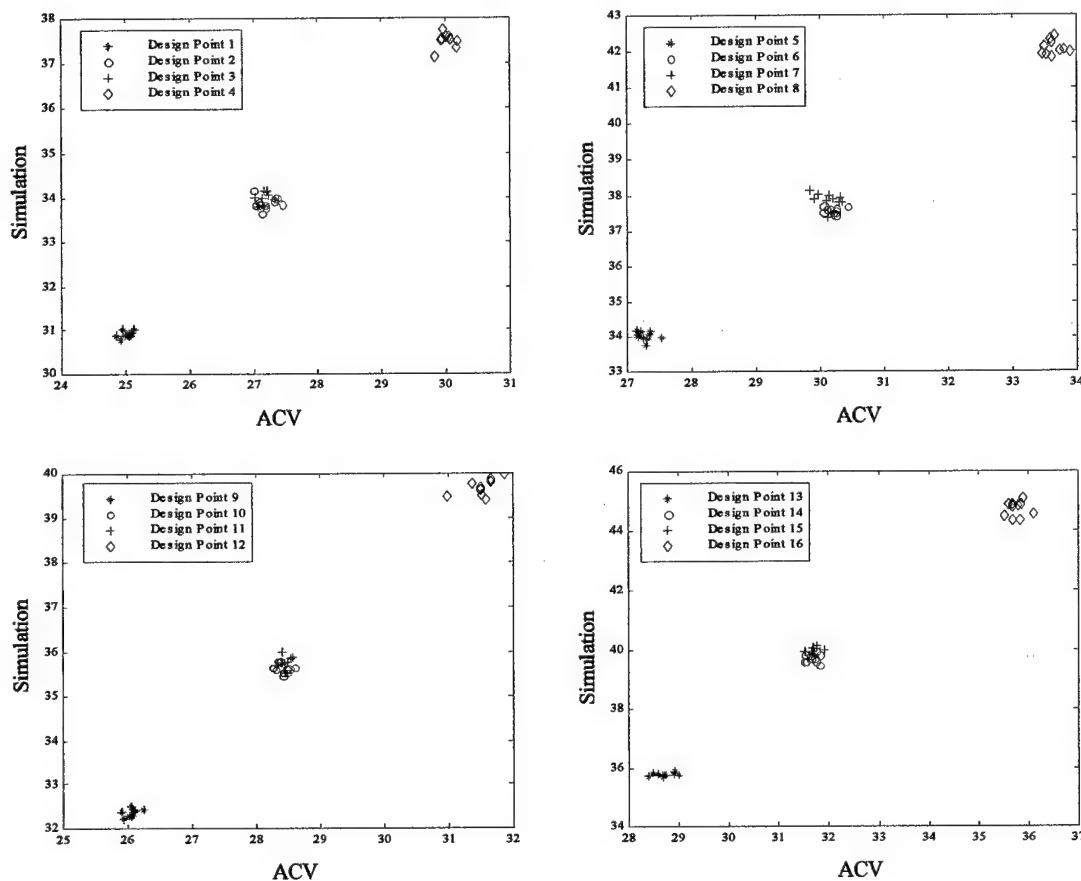 38
37
36
35
34
33
32
31
30
Simulation
Design Point 1
Design Point 2
Design Point 3
Design Point 4
24 25 26 27 28 29 30 31
ACV
43
42
41
40
39
38
37
36
35
34
33
Simulation
Design Point 5
Design Point 6
Design Point 7
Design Point 8
27 28 29 30 31 32 33 34
ACV
40
39
38
37
36
35
34
33
32
Simulation
Design Point 9
Design Point 10
Design Point 11
Design Point 12
25 26 27 28 29 30 31 32
ACV
46
44
42
40
38
36
34
Simulation
Design Point 13
Design Point 14
Design Point 15
Design Point 16
28 29 30 31 32 33 34 35 36 37
ACV